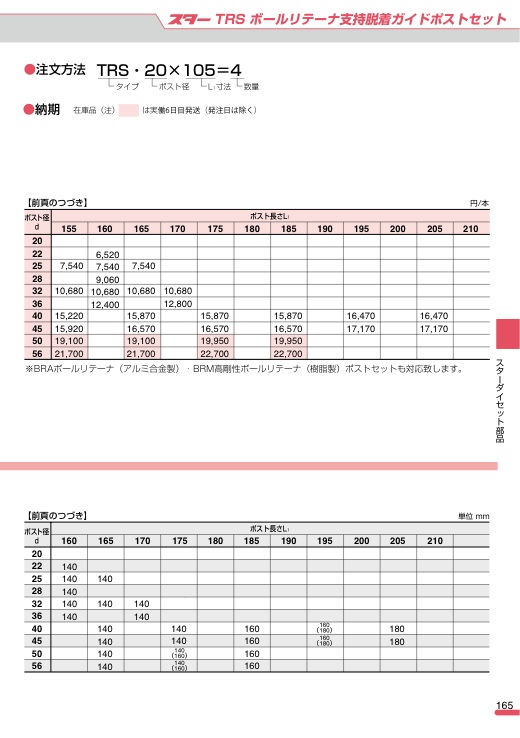 スター TRS ボールリテーナ支持脱着ガイドポストセット
●注文方法 TRS・20×105=4
タイプ ポスト径 L₁寸法 数量
●納期 在庫品（注） は実働6日目発送（発注日は除く）
【前頁のつづき】 円/本
ポスト径 d ポスト長さL₁
155 160 165 170 175 180 185 190 195 200 205 210
20
22 6,520
25 7,540 7,540 7,540
28 9,060
32 10,680 10,680 10,680 10,680
36 12,400 12,800
40 15,220 15,870 15,870 15,870 16,470 16,470
45 15,920 16,570 16,570 16,570 17,170 17,170
50 19,100 19,100 19,950 19,950
56 21,700 21,700 22,700 22,700
※BRAボールリテーナ（アルミ合金製）・BRM高剛性ボールリテーナ（樹脂製）ポストセットも対応致します。
スターダイセット部品
【前頁のつづき】 単位 mm
ポスト径 d ポスト長さL₁
160 165 170 175 180 185 190 195 200 205 210
20
22 140
25 140 140
28 140
32 140 140 140
36 140 140
40 140 140 160 160（180） 180
45 140 140 160 160（180） 180
50 140 140（160） 160
56 140 140（160） 160
165